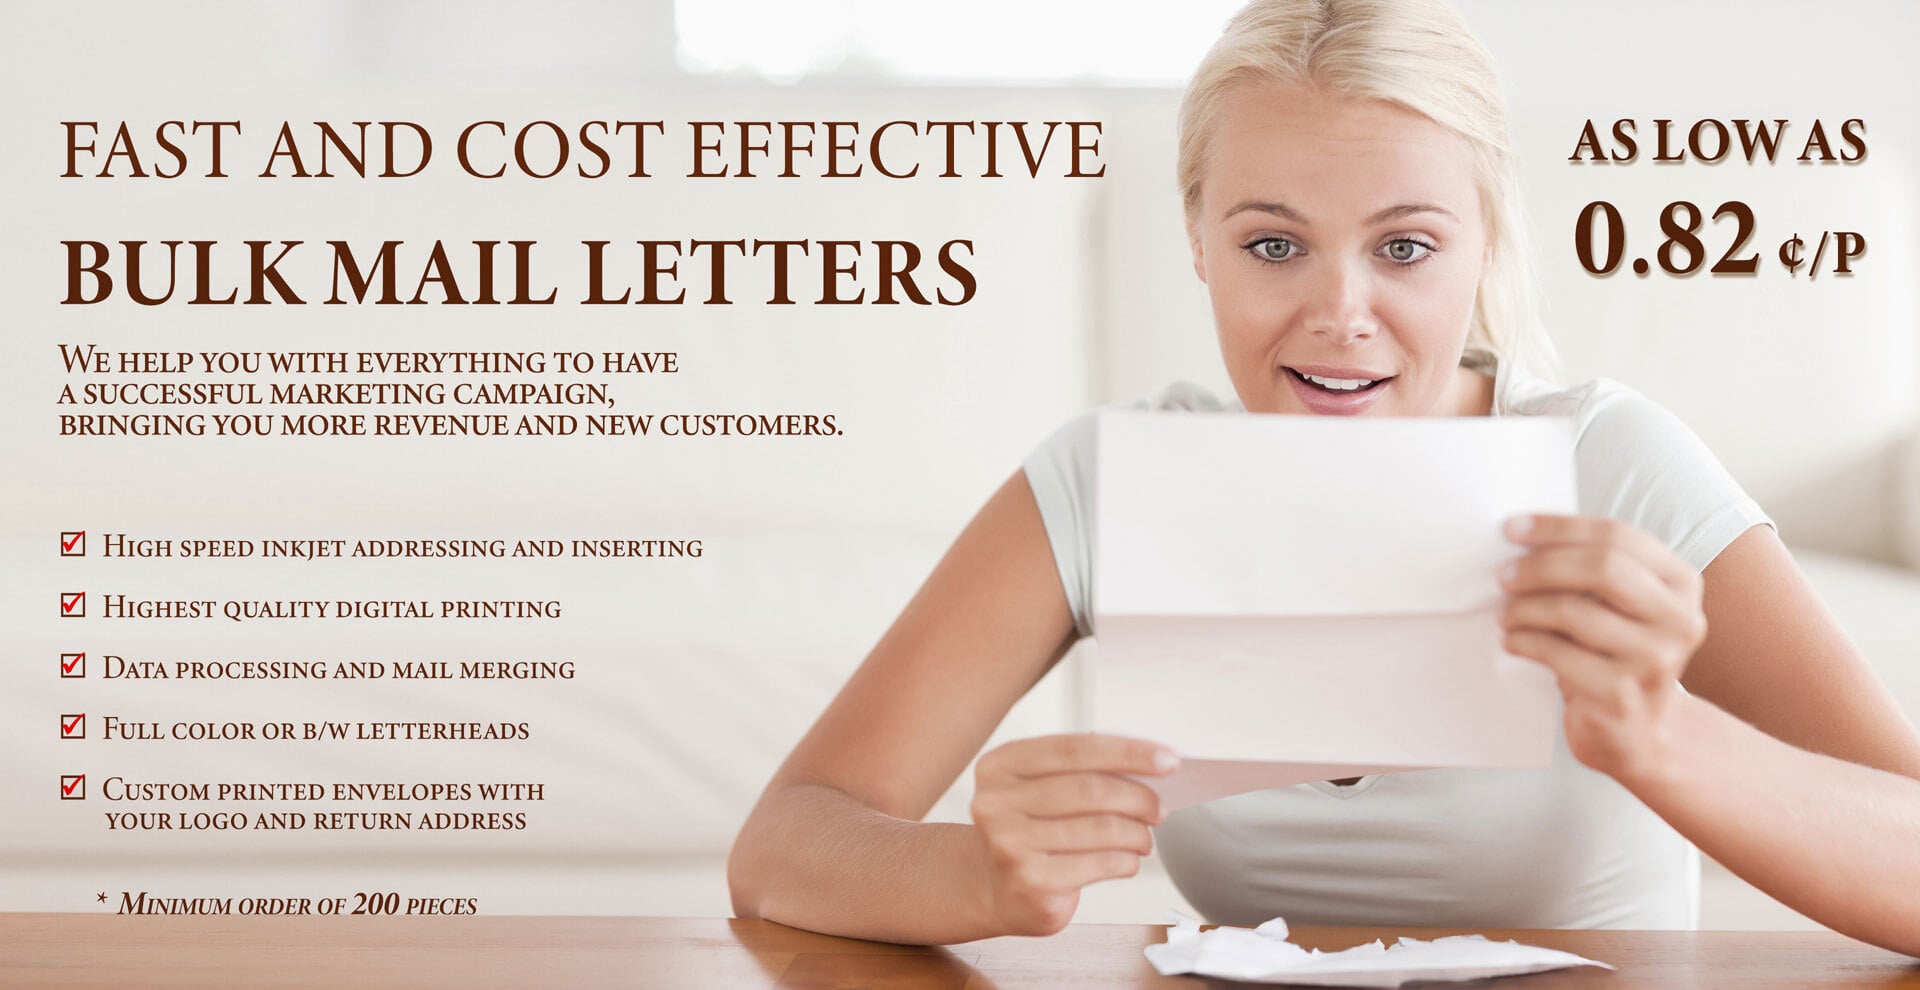 FAST AND COST EFFECTIVE
BULK MAIL LETTERS
WE HELP YOU WITH EVERYTHING TO HAVE
A SUCCESSFUL MARKETING CAMPAIGN,
BRINGING YOU MORE REVENUE AND NEW CUSTOMERS.
HIGH SPEED INKJET ADDRESSING AND INSERTING
HIGHEST QUALITY DIGITAL PRINTING
DATA PROCESSING AND MAIL MERGING
FULL COLOR OR B/W LETTERHEADS
CUSTOM PRINTED ENVELOPES WITH
YOUR LOGO AND RETURN ADDRESS
* MINIMUM ORDER OF 200 PIECES
AS LOW AS
0.82 ¢/P